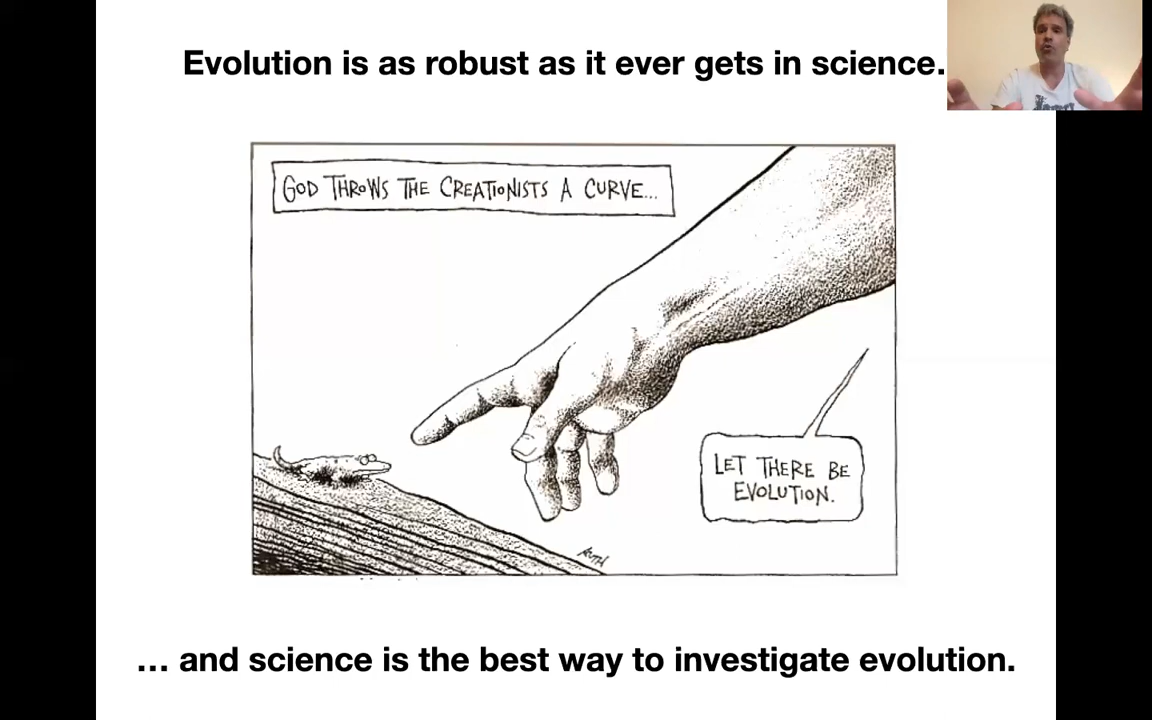 Evolution is as robust as it ever gets in science.
GOD THROWS THE CREATIONISTS A CURVE...
LET THERE BE
EVOLUTION.
AUTH
... and science is the best way to investigate evolution.